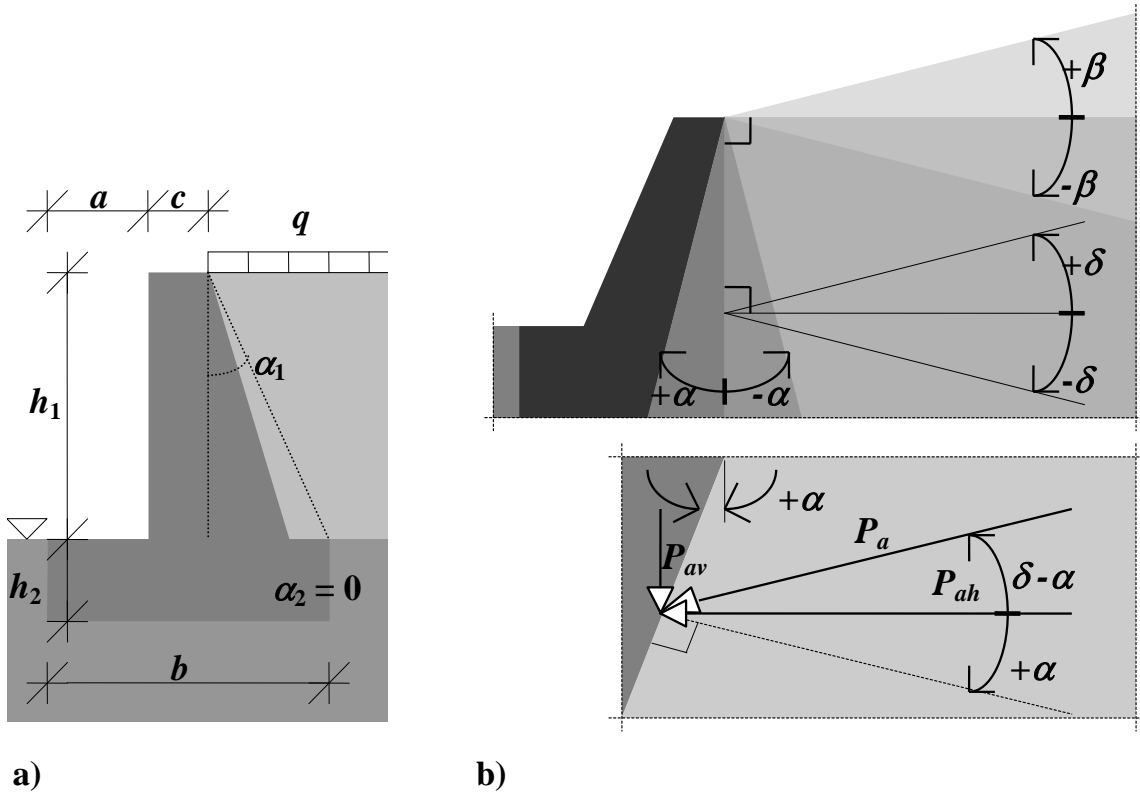 a
c
q
α₁
h₁
h₂
α₂ = 0
b
a)
+β
-β
+δ
-δ
+α
-α
+α
Pₐ
Pₐᵥ
Pₐₕ
δ-α
+α
b)